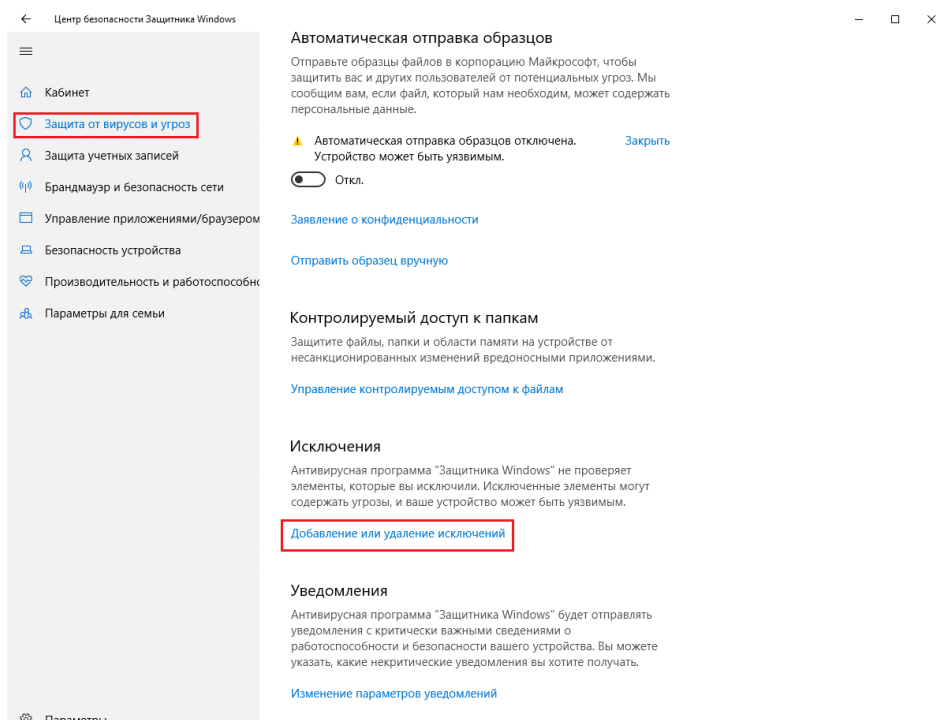 Центр безопасности Защитника Windows
Кабинет
Защита от вирусов и угроз
Защита учетных записей
Брандмауэр и безопасность сети
Управление приложениями/браузером
Безопасность устройства
Производительность и работоспособно
Параметры для семьи
Параметры
Автоматическая отправка образцов
Отправьте образцы файлов в корпорацию Майкрософт, чтобы
защитить вас и других пользователей от потенциальных угроз. Мы
сообщим вам, если файл, который нам необходим, может содержать
персональные данные.
Автоматическая отправка образцов отключена. Закрыть
Устройство может быть уязвимым.
Откл.
Заявление о конфиденциальности
Отправить образец вручную
Контролируемый доступ к папкам
Защитите файлы, папки и области памяти на устройстве от
несанкционированных изменений вредоносными приложениями.
Управление контролируемым доступом к файлам
Исключения
Антивирусная программа "Защитника Windows" не проверяет
элементы, которые вы исключили. Исключенные элементы могут
содержать угрозы, и ваше устройство может быть уязвимым.
Добавление или удаление исключений
Уведомления
Антивирусная программа "Защитника Windows" будет отправлять
уведомления с критически важными сведениями о
работоспособности и безопасности вашего устройства. Вы можете
указать, какие некритические уведомления вы хотите получать.
Изменение параметров уведомлений